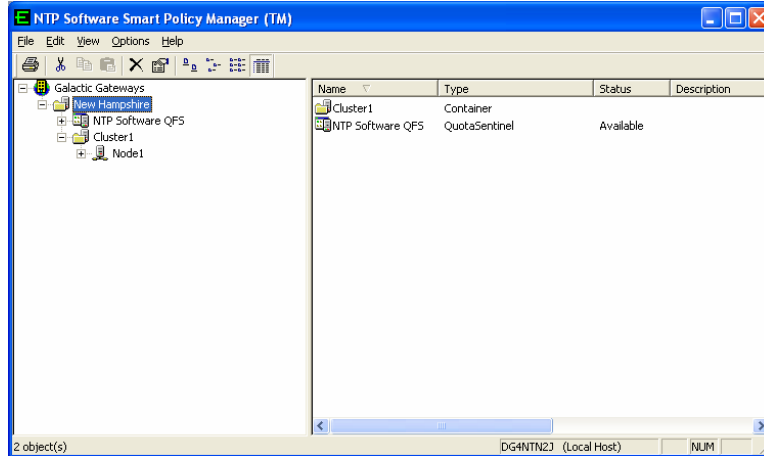 NTP Software Smart Policy Manager (TM)
File Edit View Options Help
Galactic Gateways
New Hampshire
NTP Software QFS
Cluster1
Node1
Name Type Status Description
Cluster1 Container
NTP Software QFS QuotaSentinel Available
2 object(s) DG4NTN2J (Local Host) NUM